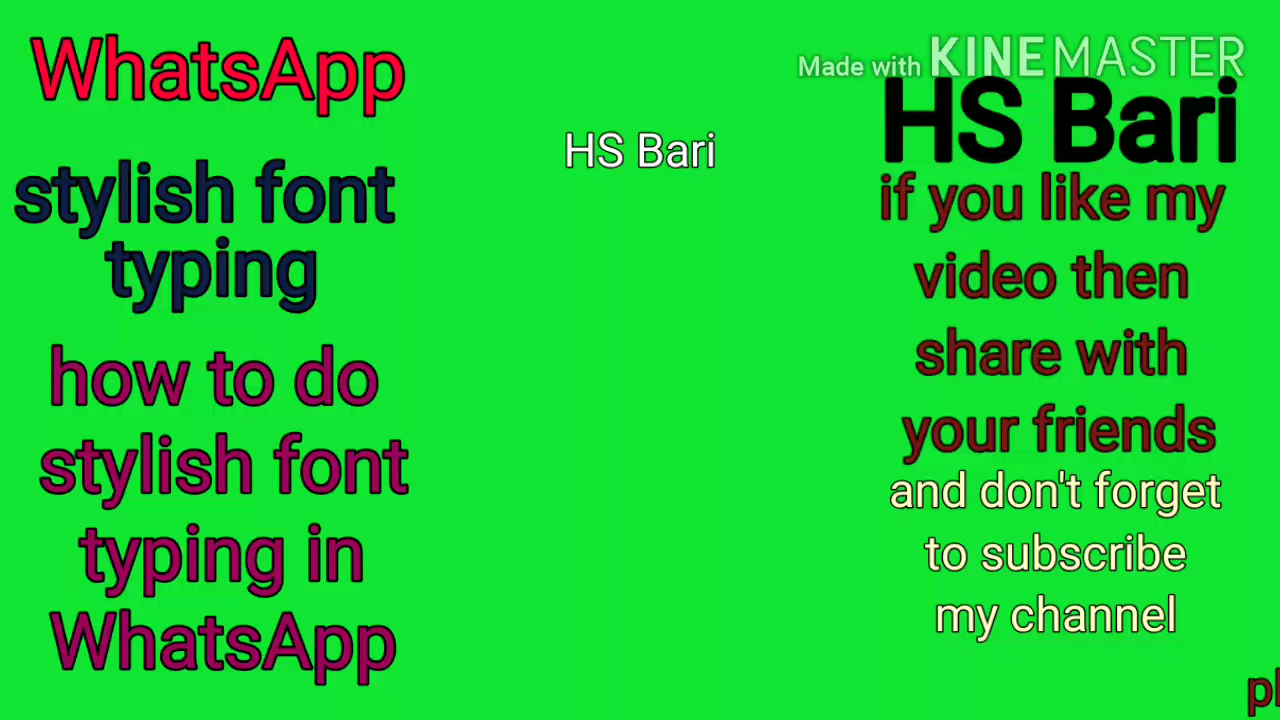 WhatsApp
stylish font
typing
how to do
stylish font
typing in
WhatsApp
HS Bari
Made with KINEMASTER
HS Bari
if you like my
video then
share with
your friends
and don't forget
to subscribe
my channel